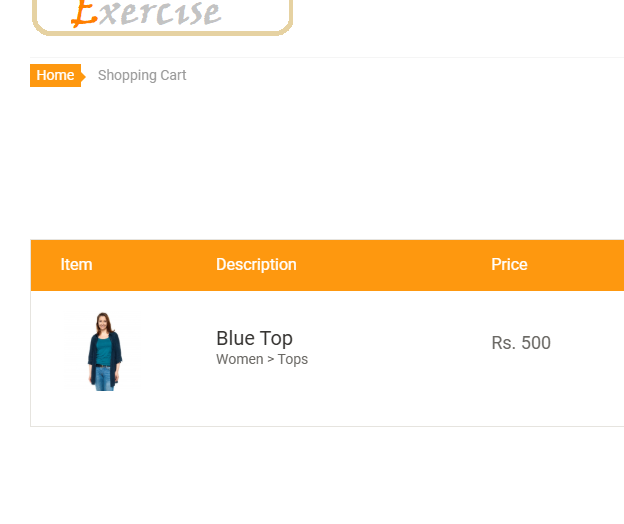 Exercise
Home Shopping Cart
Item Description Price
Blue Top
Rs. 500
Women > Tops